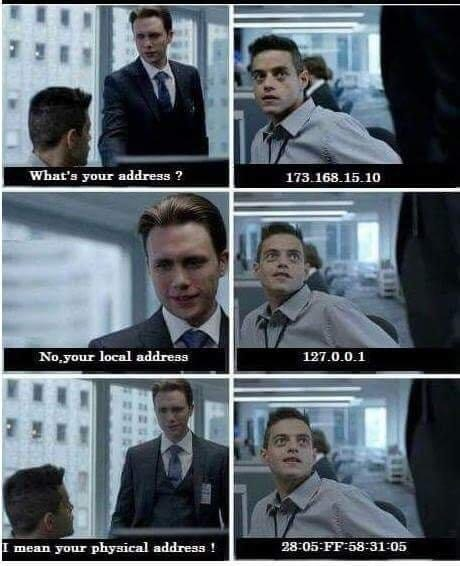 What's your address ?
173.168.15.10
No,your local address
127.0.0.1
I mean your physical address !
28:05:FF:58:31:05